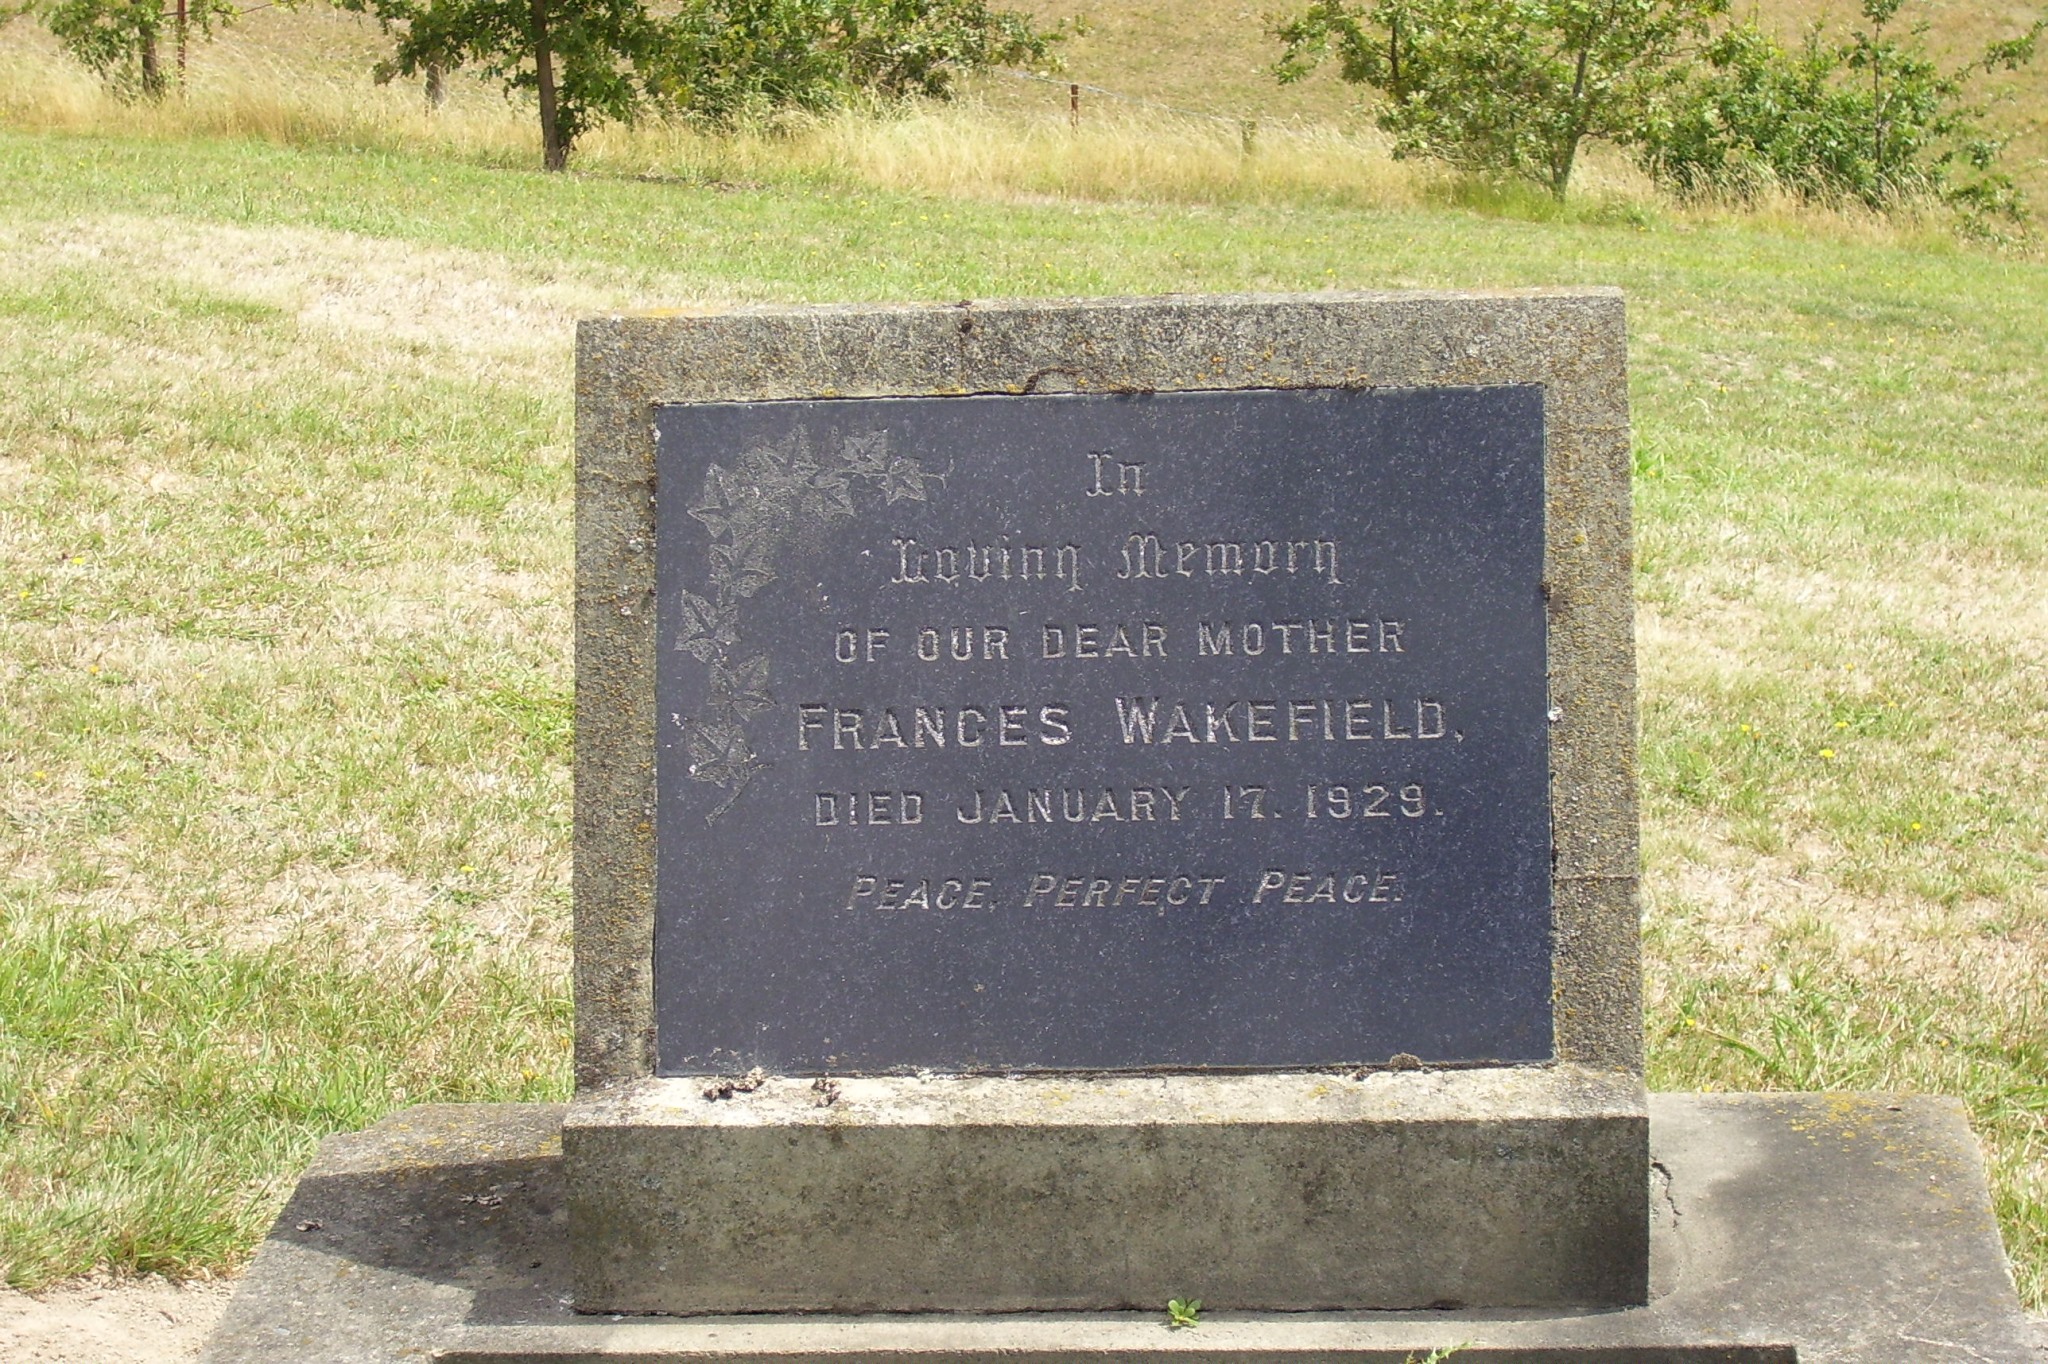 In
Loving Memory
OF OUR DEAR MOTHER
FRANCES WAKEFIELD,
DIED JANUARY 17. 1929.
PEACE, PERFECT PEACE.